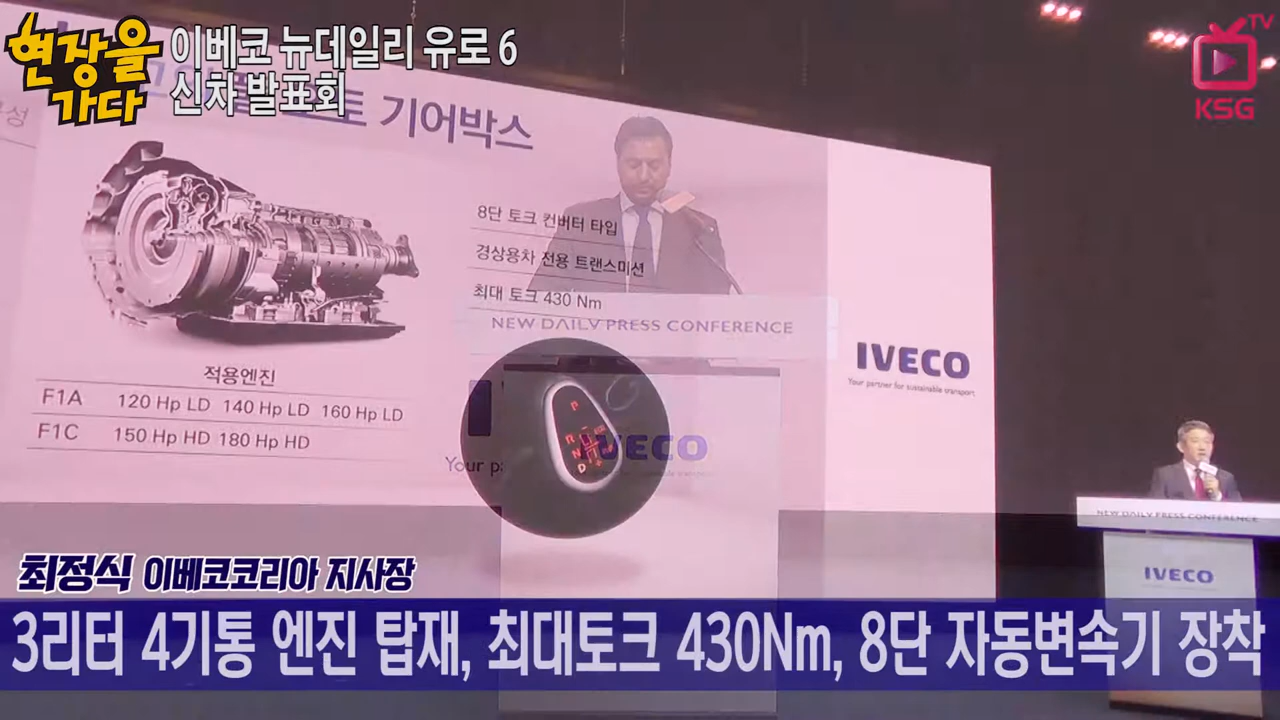 현장을
가다
이베코 뉴데일리 유로 6
신차 발표회
TV
KSG
기어박스
8단 토크 컨버터 타입
경상용차 전용 트랜스미션
최대 토크 430 Nm
NEW DAILY PRESS CONFERENCE
적용엔진
F1A 120 Hp LD 140 Hp LD 160 Hp LD
F1C 150 Hp HD 180 Hp HD
IVECO
Your partner for sustainable transport
P
R
N
D
IVECO
Your
NEW DAILY PRESS CONFERENCE
IVECO
최정식 이베코코리아 지사장
3리터 4기통 엔진 탑재, 최대토크 430Nm, 8단 자동변속기 장착